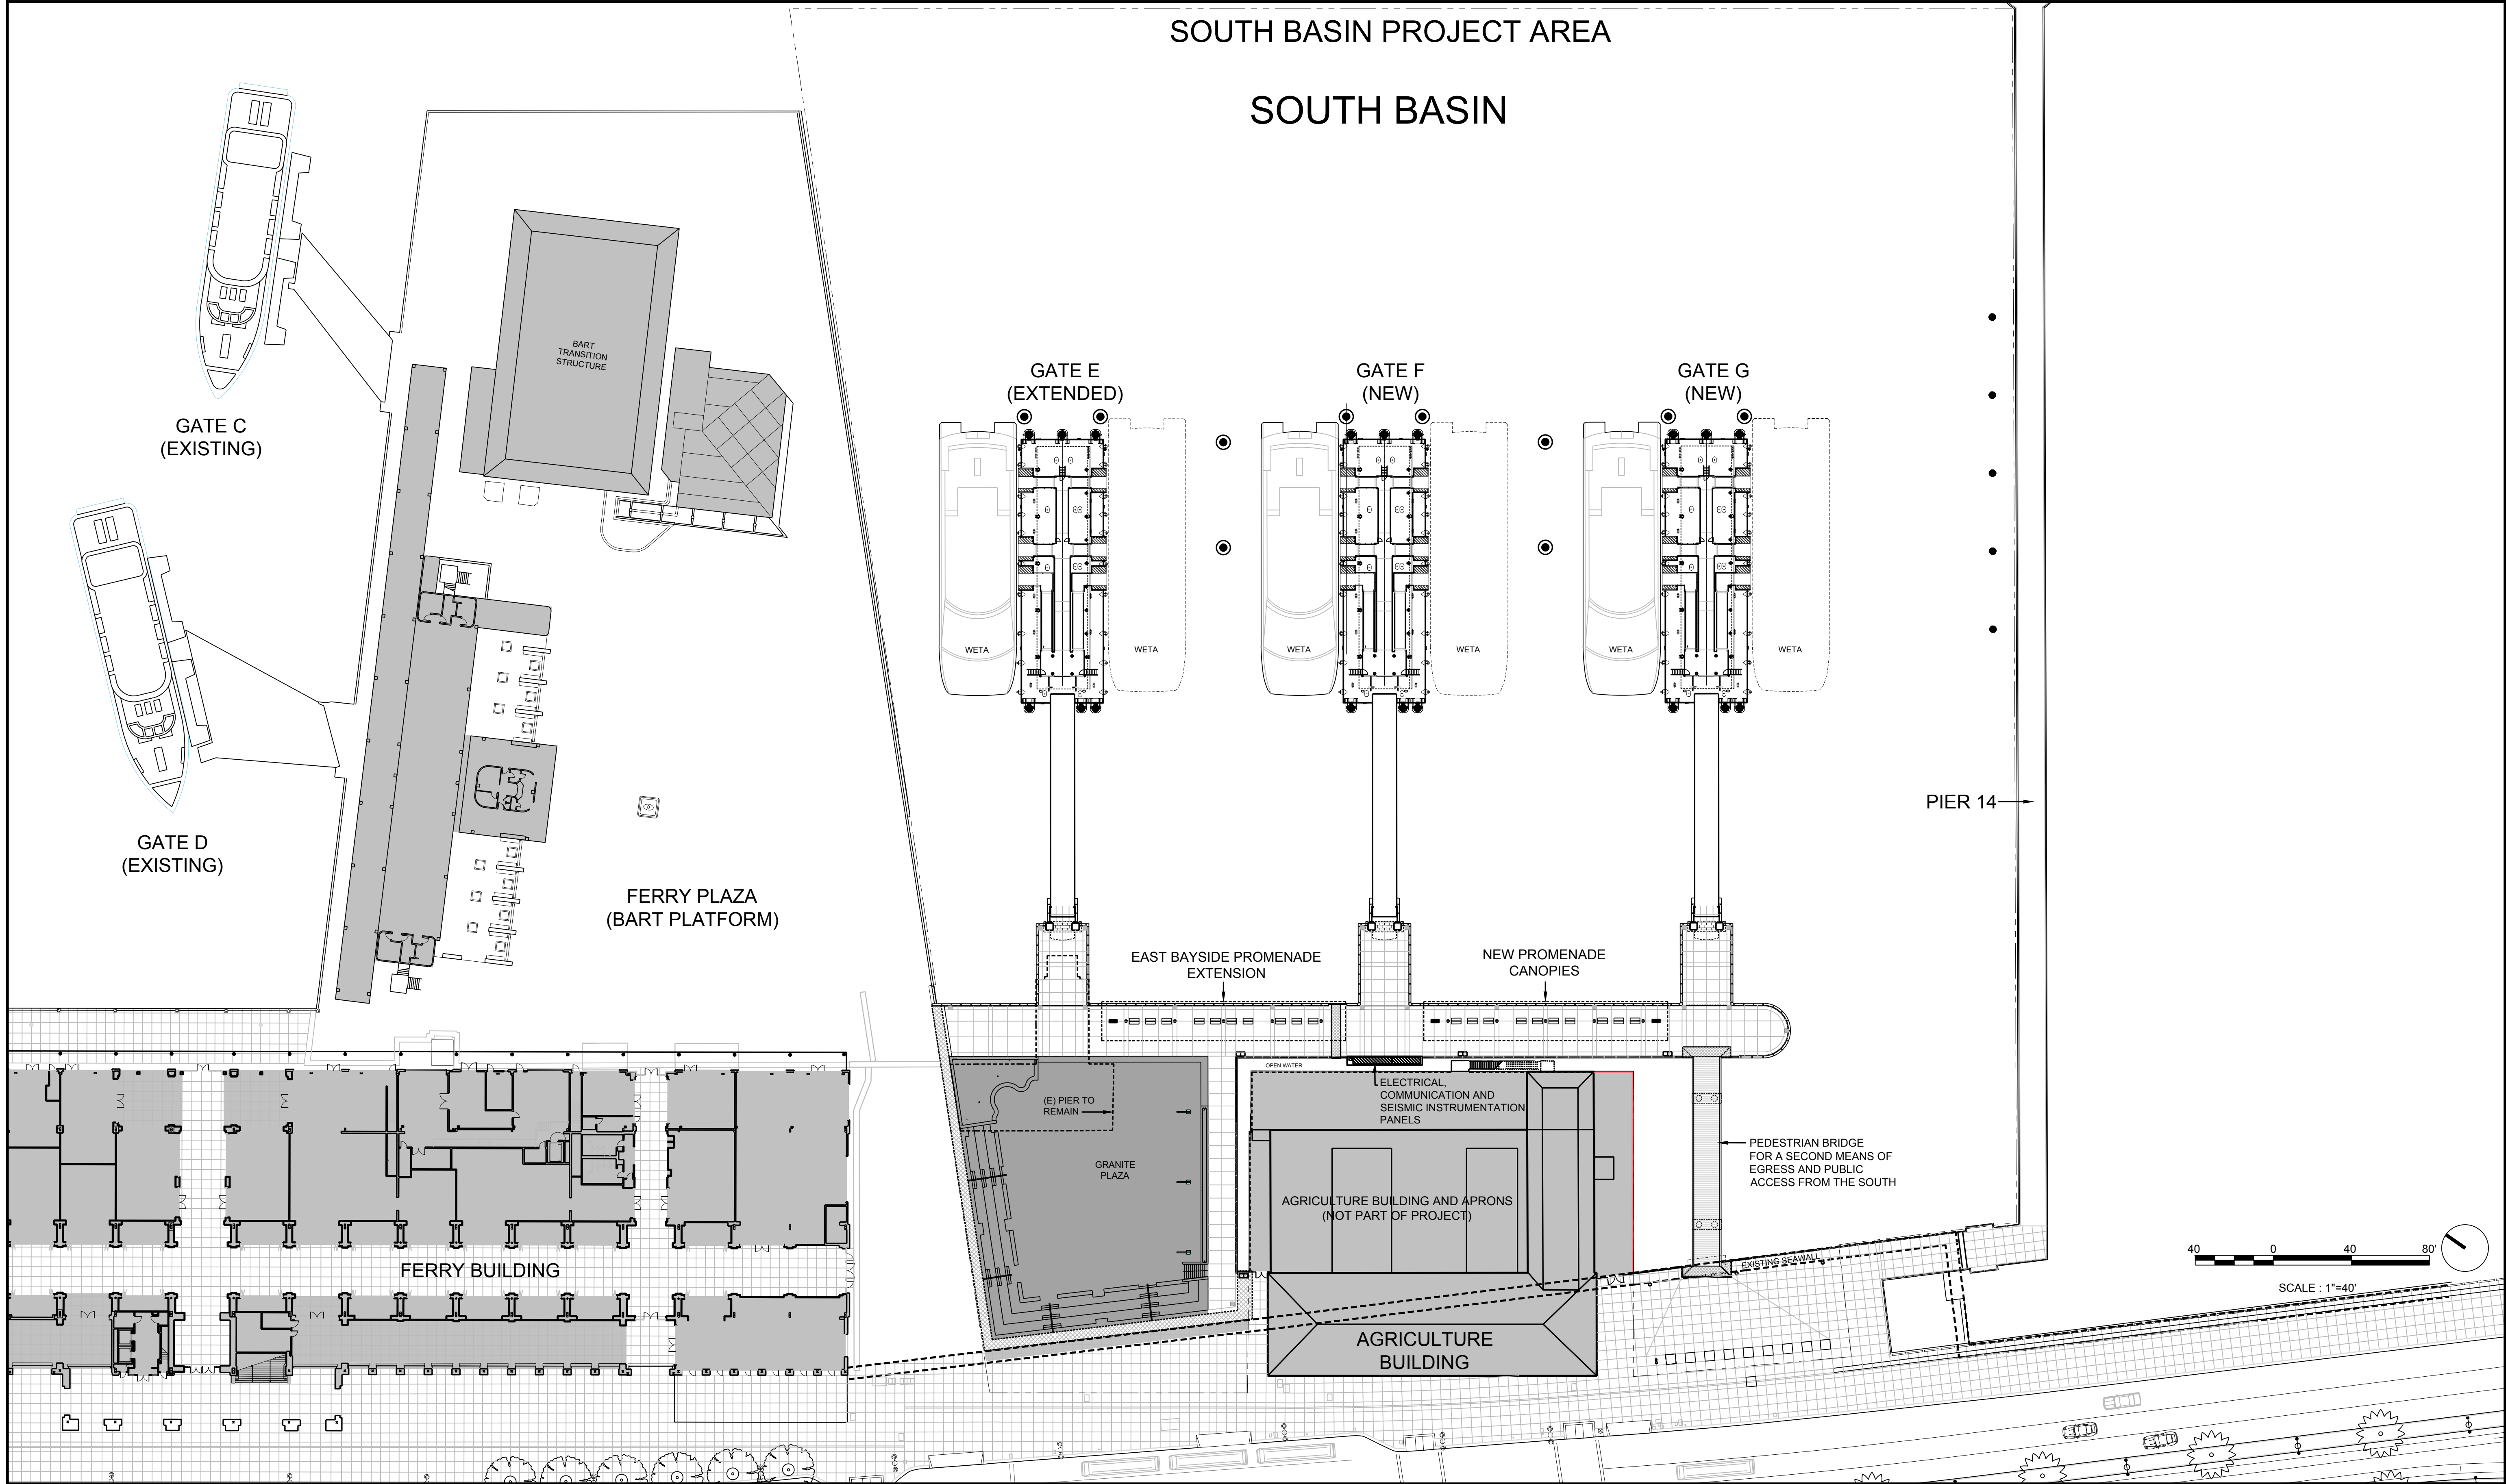 SOUTH BASIN PROJECT AREA
SOUTH BASIN
BART
TRANSITION
STRUCTURE
GATE C
(EXISTING)
GATE E
(EXTENDED)
GATE F
(NEW)
GATE G
(NEW)
WETA
WETA
WETA
WETA
WETA
WETA
GATE D
(EXISTING)
PIER 14
FERRY PLAZA
(BART PLATFORM)
EAST BAYSIDE PROMENADE
EXTENSION
NEW PROMENADE
CANOPIES
OPEN WATER
ELECTRICAL,
COMMUNICATION AND
SEISMIC INSTRUMENTATION
PANELS
(E) PIER TO
REMAIN
GRANITE
PLAZA
PEDESTRIAN BRIDGE
FOR A SECOND MEANS OF
EGRESS AND PUBLIC
ACCESS FROM THE SOUTH
AGRICULTURE BUILDING AND APRONS
(NOT PART OF PROJECT)
FERRY BUILDING
EXISTING SEAWALL
40 0 40 80'
SCALE : 1"=40'
AGRICULTURE
BUILDING